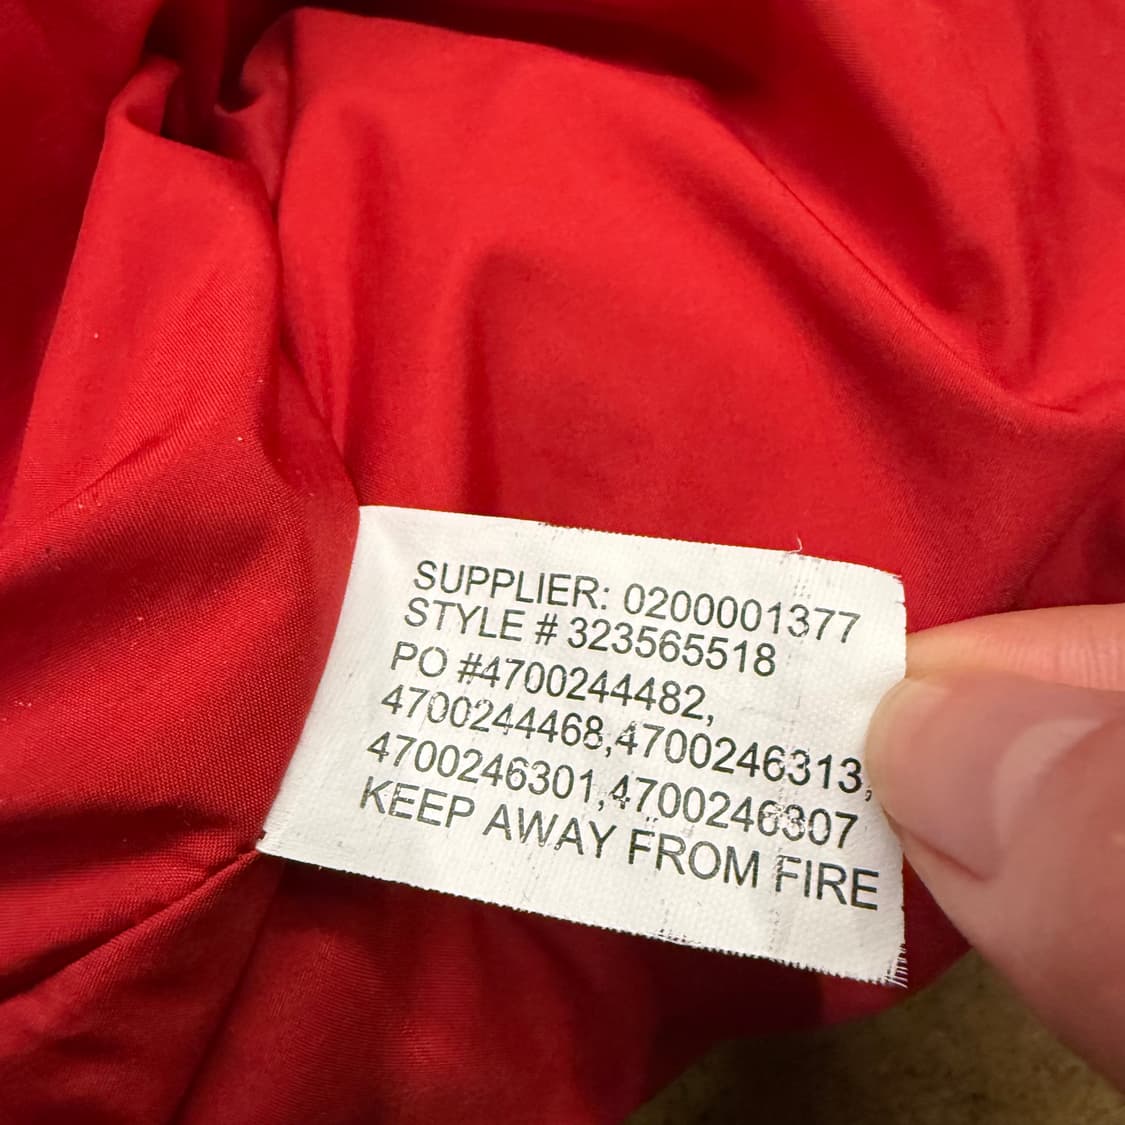 SUPPLIER: 0200001377
STYLE # 323565518
PO #4700244482,
4700244468,4700246313,
4700246301,4700246307
KEEP AWAY FROM FIRE